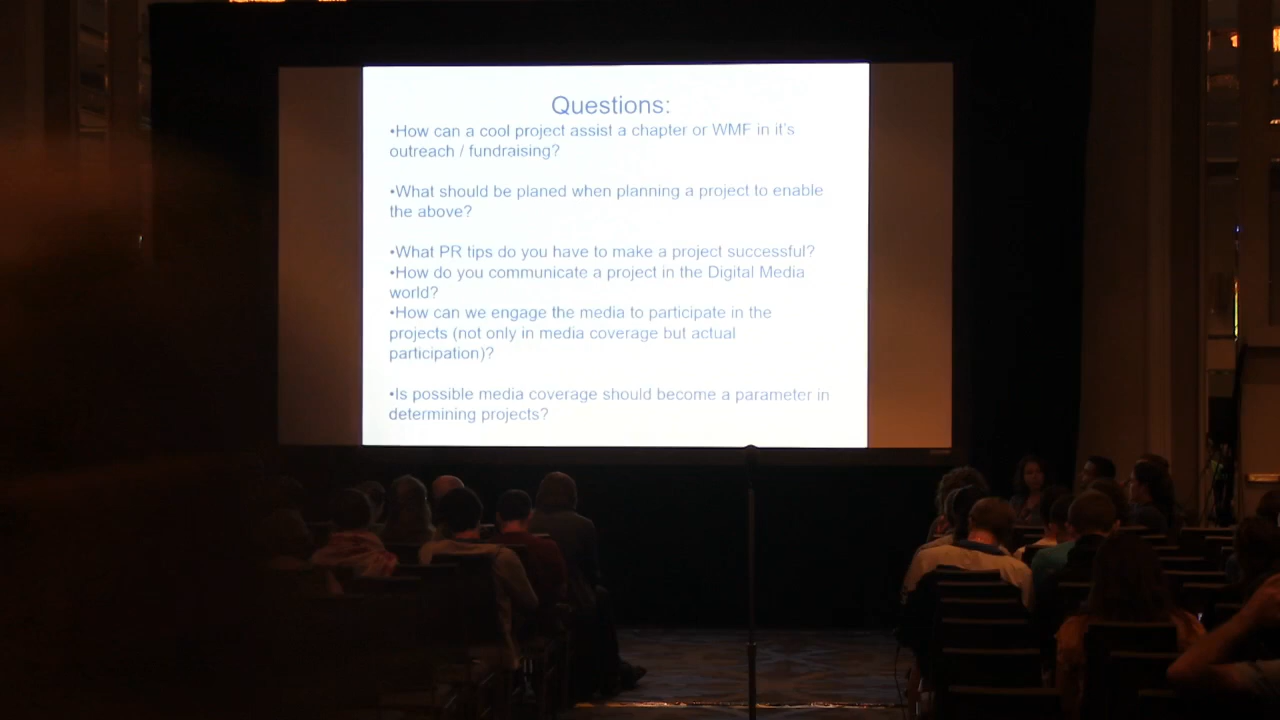 Questions:
•How can a cool project assist a chapter or WMF in it's
outreach / fundraising?
•What should be planed when planning a project to enable
the above?
•What PR tips do you have to make a project successful?
•How do you communicate a project in the Digital Media
world?
•How can we engage the media to participate in the
projects (not only in media coverage but actual
participation)?
•Is possible media coverage should become a parameter in
determining projects?